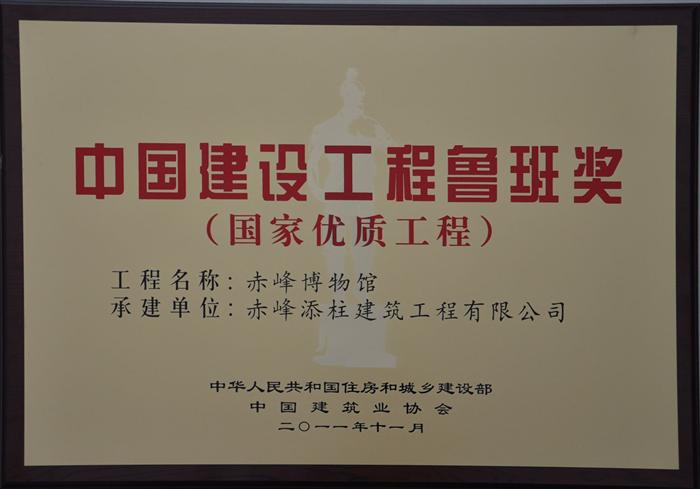 中国建设工程鲁班奖
（国家优质工程）
工程名称：赤峰博物馆
承建单位：赤峰添柱建筑工程有限公司
中华人民共和国住房和城乡建设部
中国建筑业协会
二〇一一年十一月